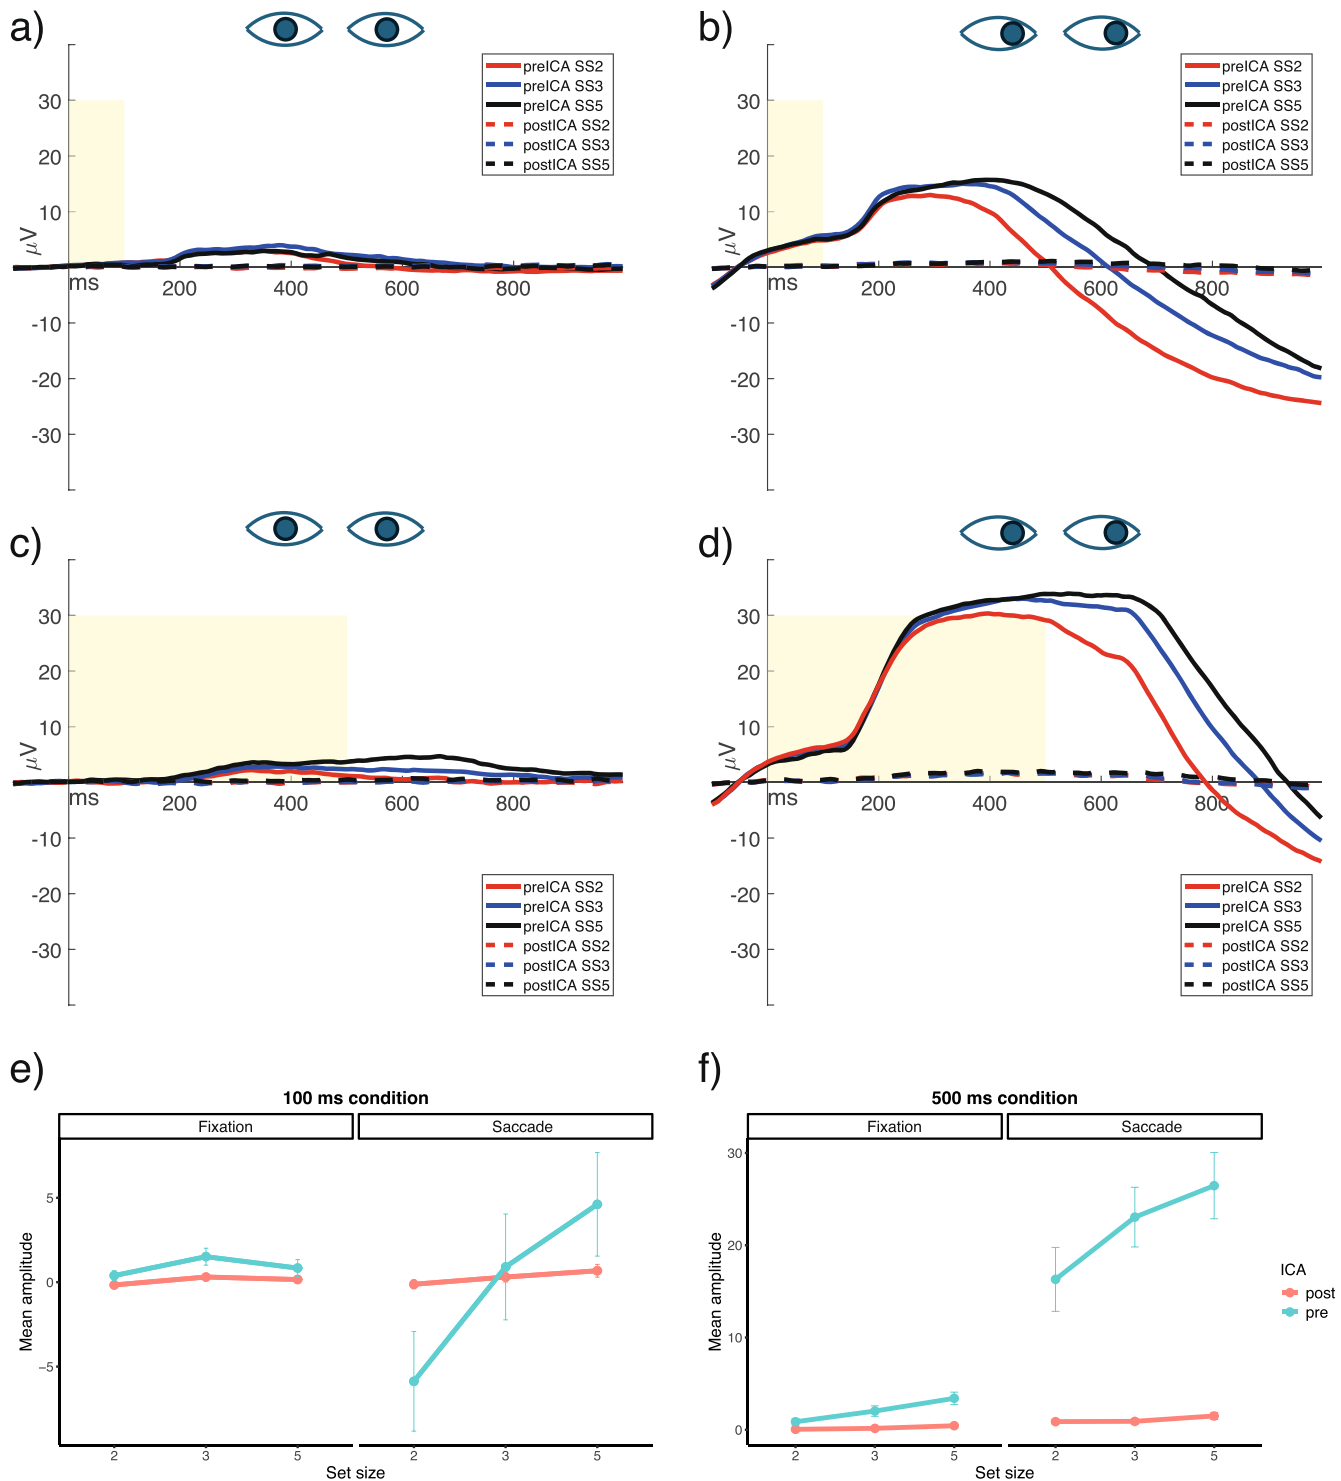 a)
preICA SS2
preICA SS3
preICA SS5
postICA SS2
postICA SS3
postICA SS5
30
20
10
-10
-20
-30
µV
ms
200
400
600
800
b)
preICA SS2
preICA SS3
preICA SS5
postICA SS2
postICA SS3
postICA SS5
30
20
10
-10
-20
-30
µV
ms
200
400
600
800
c)
30
20
10
-10
-20
-30
µV
ms
200
400
600
800
preICA SS2
preICA SS3
preICA SS5
postICA SS2
postICA SS3
postICA SS5
d)
30
20
10
-10
-20
-30
µV
ms
200
400
600
800
preICA SS2
preICA SS3
preICA SS5
postICA SS2
postICA SS3
postICA SS5
e)
100 ms condition
Fixation
Saccade
Mean amplitude
5
0
−5
2
3
5
2
3
5
Set size
f)
500 ms condition
Fixation
Saccade
Mean amplitude
30
20
10
0
2
3
5
2
3
5
Set size
ICA
post
pre